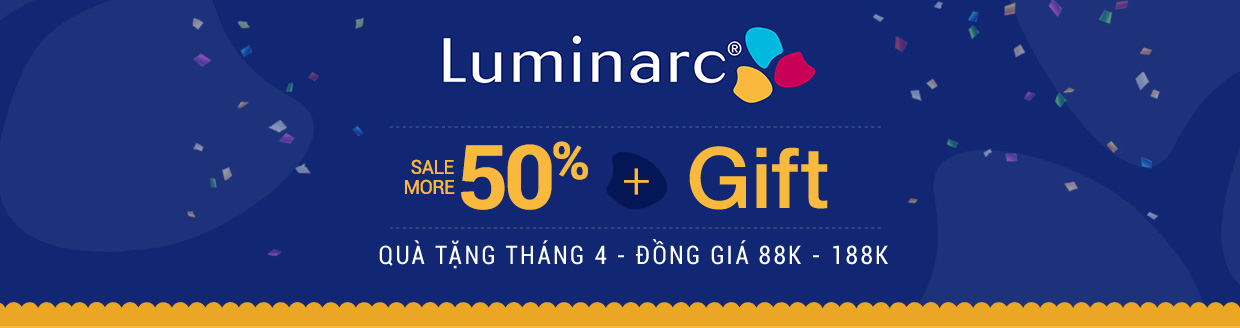 Luminarc®
SALE MORE 50% + Gift
QUÀ TẶNG THÁNG 4 - ĐỒNG GIÁ 88K - 188K